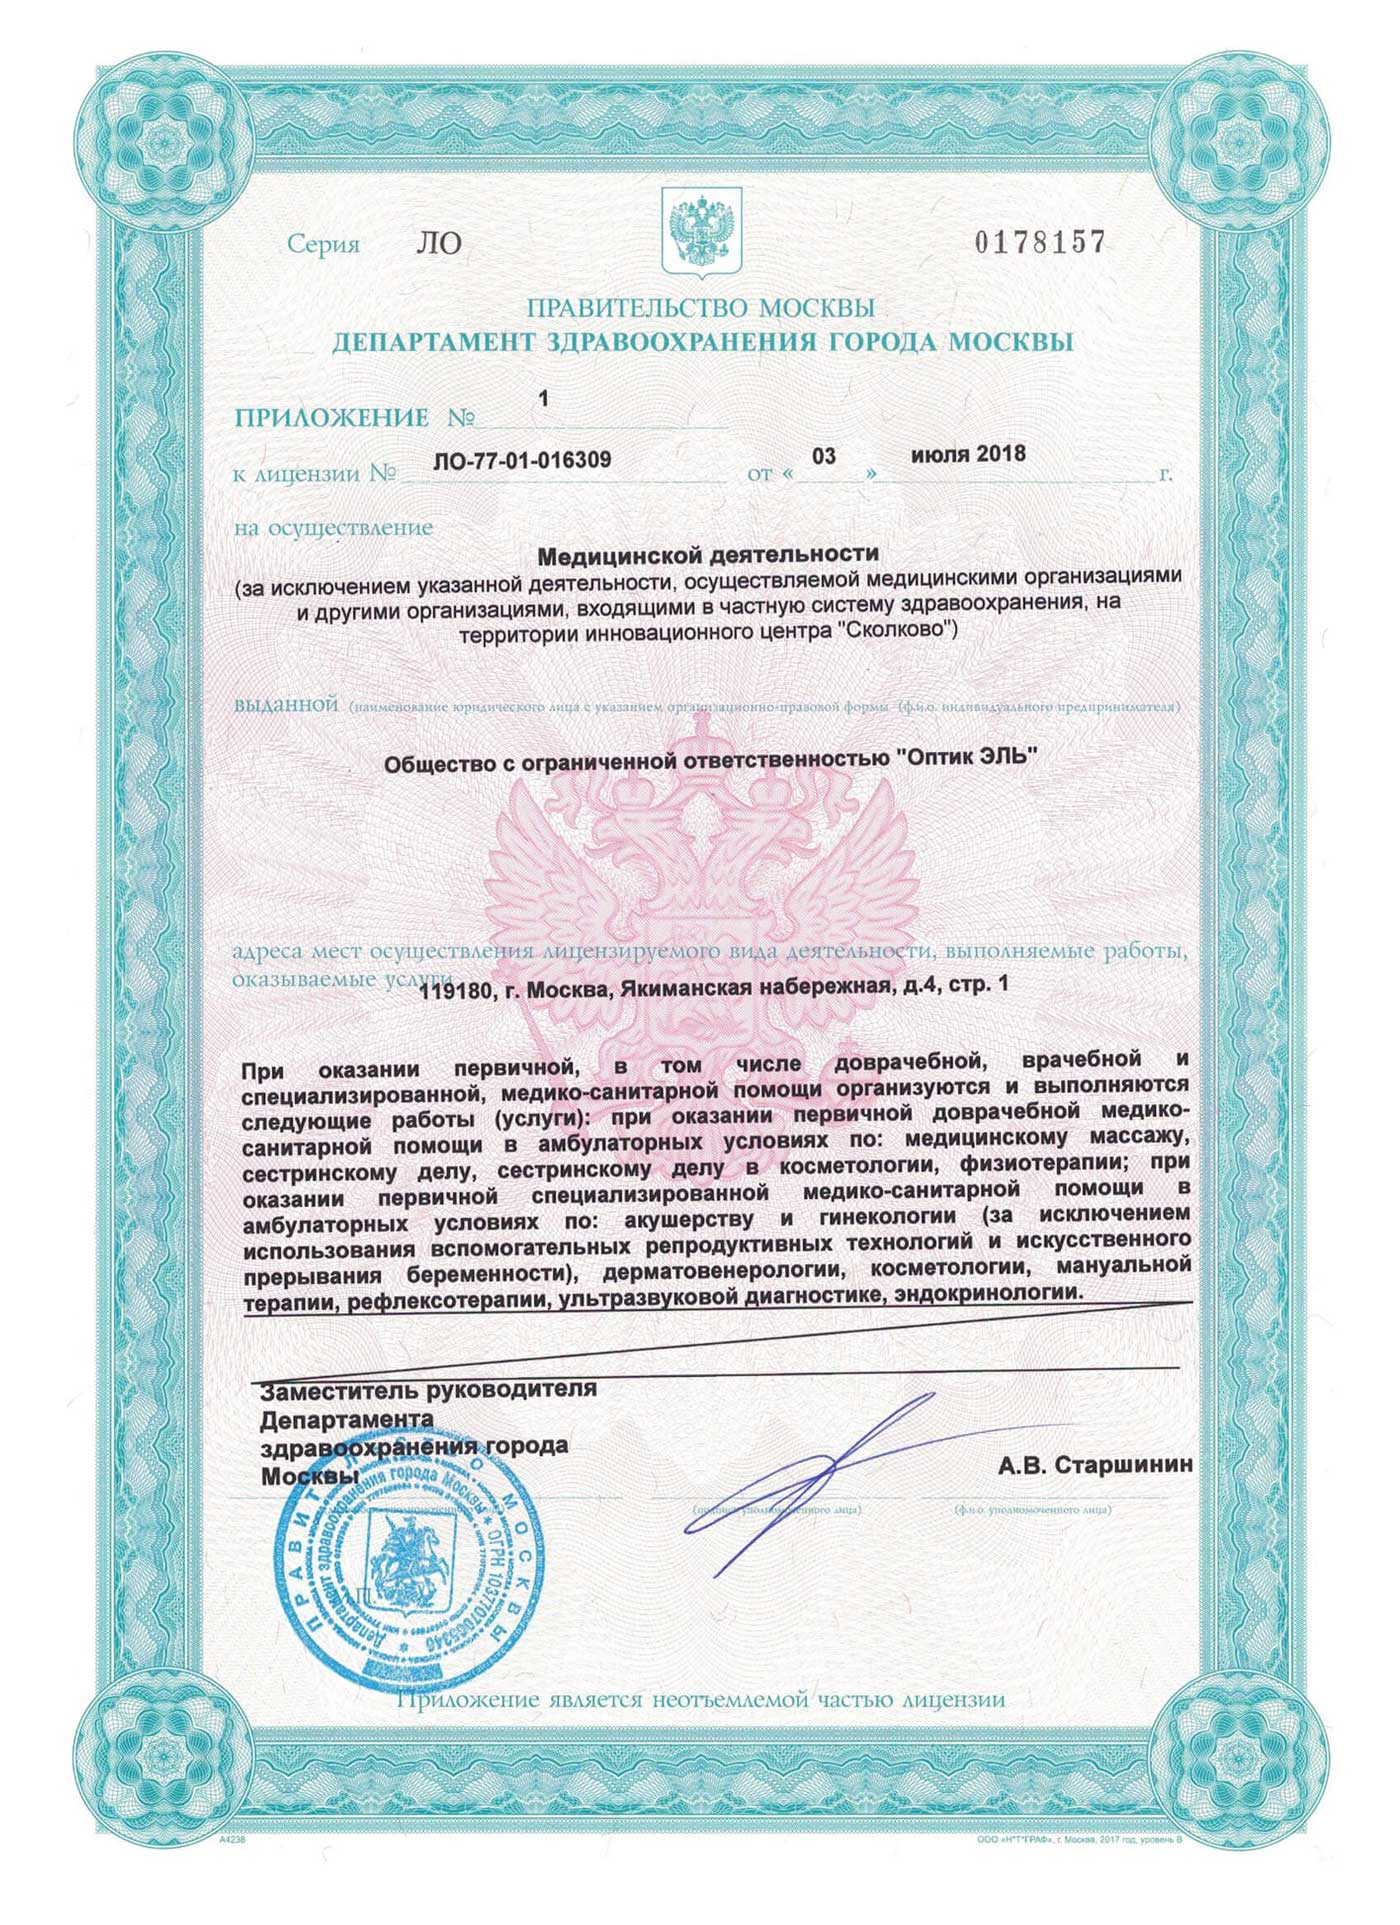 Серия ЛО 0178157
ПРАВИТЕЛЬСТВО МОСКВЫ
ДЕПАРТАМЕНТ ЗДРАВООХРАНЕНИЯ ГОРОДА МОСКВЫ
ПРИЛОЖЕНИЕ № 1
к лицензии № ЛО-77-01-016309 от « 03 » июля 2018 г.
на осуществление
Медицинской деятельности
(за исключением указанной деятельности, осуществляемой медицинскими организациями
и другими организациями, входящими в частную систему здравоохранения, на
территории инновационного центра "Сколково")
выданной (наименование юридического лица с указанием организационно-правовой формы (ф.и.о. индивидуального предпринимателя)
Общество с ограниченной ответственностью "Оптик ЭЛЬ"
адреса мест осуществления лицензируемого вида деятельности, выполняемые работы,
оказываемые услуги
119180, г. Москва, Якиманская набережная, д.4, стр. 1
При оказании первичной, в том числе доврачебной, врачебной и
специализированной, медико-санитарной помощи организуются и выполняются
следующие работы (услуги): при оказании первичной доврачебной медико-
санитарной помощи в амбулаторных условиях по: медицинскому массажу,
сестринскому делу, сестринскому делу в косметологии, физиотерапии; при
оказании первичной специализированной медико-санитарной помощи в
амбулаторных условиях по: акушерству и гинекологии (за исключением
использования вспомогательных репродуктивных технологий и искусственного
прерывания беременности), дерматовенерологии, косметологии, мануальной
терапии, рефлексотерапии, ультразвуковой диагностике, эндокринологии.
Заместитель руководителя
Департамента
здравоохранения города
Москвы
А.В. Старшинин
(подпись уполномоченного лица)
(ф.и.о. уполномоченного лица)
ПРАВИТЕЛЬСТВО МОСКВЫ
Департамент здравоохранения города Москвы * ОГРН 1037707005346 *
Приложение является неотъемлемой частью лицензии
А4238
ООО «Н*Т*ГРАФ», г. Москва, 2017 год, уровень В